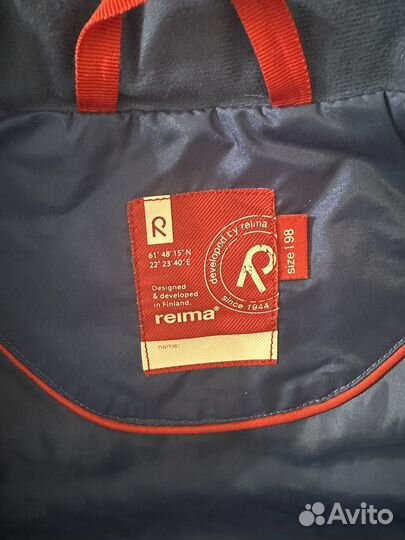 R
61° 48' 15" N
22° 23' 40" E
Designed
& developed
in Finland.
reima®
name:
developed by reima
R
since 1944
size | 98
Avito